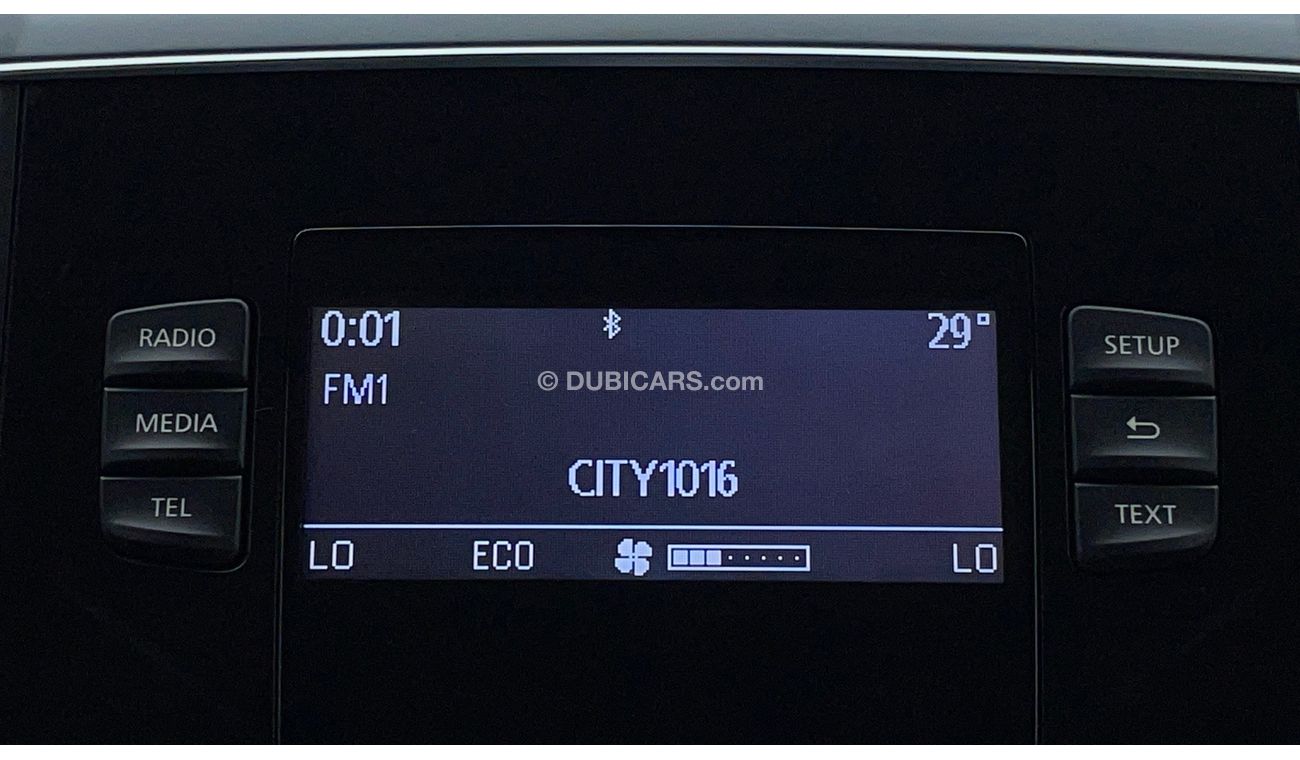 RADIO
MEDIA
TEL
0:01
29°
FM1
© DUBICARS.com
CITY1016
LO
ECO
LO
SETUP
TEXT